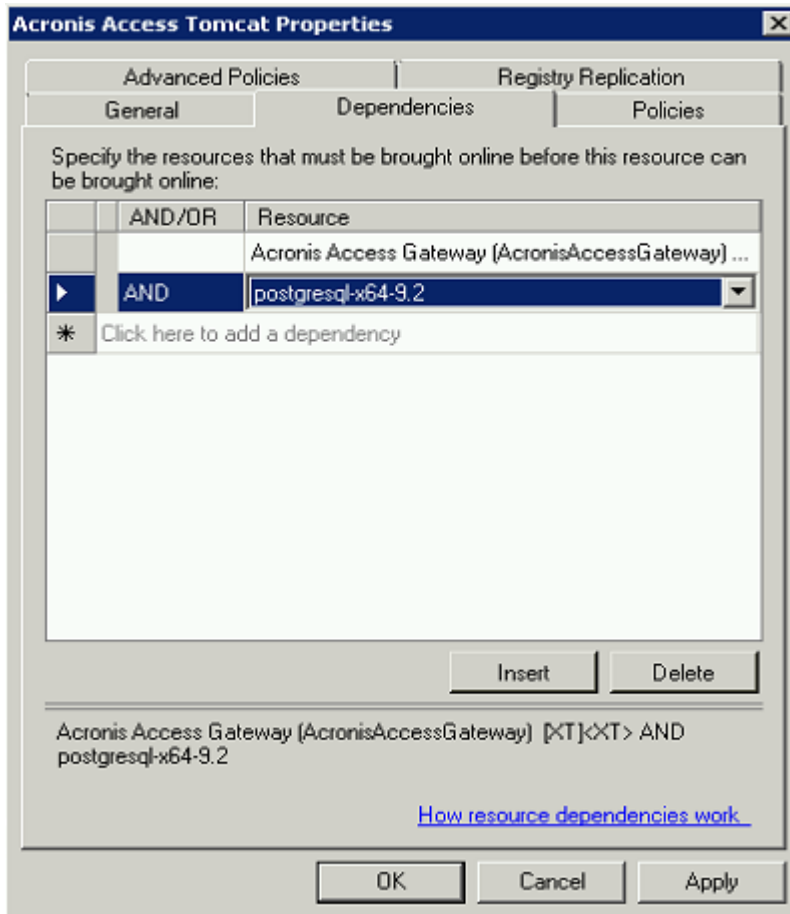 Acronis Access Tomcat Properties
Advanced Policies
Registry Replication
General
Dependencies
Policies
Specify the resources that must be brought online before this resource can
be brought online:
AND/OR
Resource
Acronis Access Gateway (AcronisAccessGateway) ...
AND
postgresql-x64-9.2
Click here to add a dependency
Insert
Delete
Acronis Access Gateway (AcronisAccessGateway) [XT]<XT> AND
postgresql-x64-9.2
How resource dependencies work
OK
Cancel
Apply